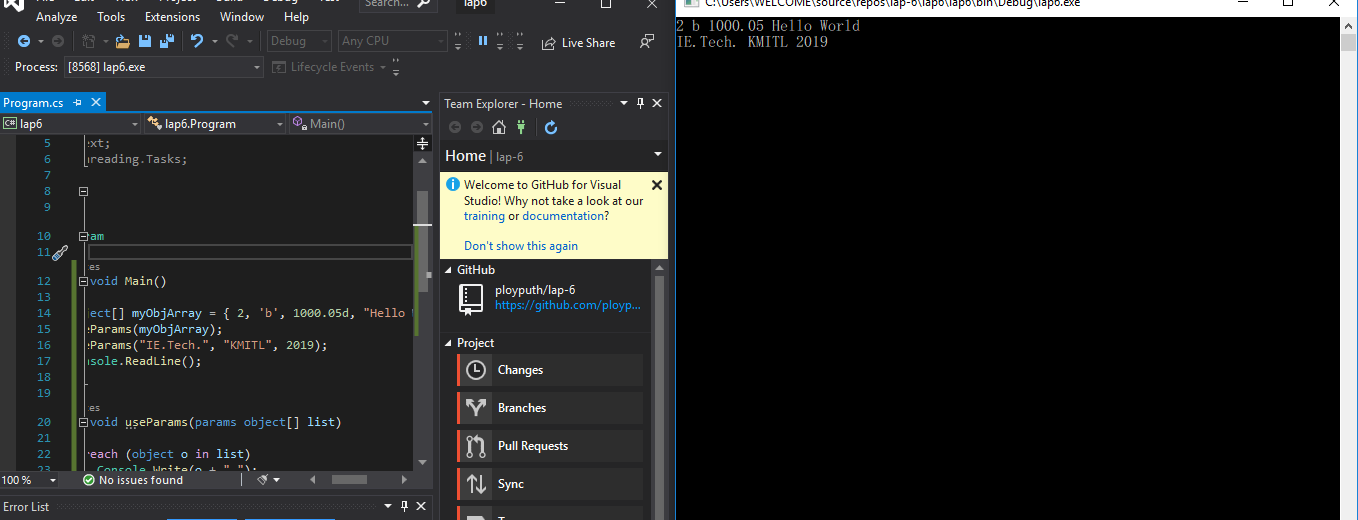 Analyze Tools Extensions Window Help
Search...
lap6
Debug Any CPU
Live Share
Process: [8568] lap6.exe Lifecycle Events
Program.cs
lap6 lap6.Program Main()
5 ext;
6 reading.Tasks;
7
8
9
10 ram
11
es
12 void Main()
13
14 ject[] myObjArray = { 2, 'b', 1000.05d, "Hello
15 eParams(myObjArray);
16 eParams("IE.Tech.", "KMITL", 2019);
17 nsole.ReadLine();
18
19
es
20 void useParams(params object[] list)
21
22 reach (object o in list)
23 Console.Write(o + " ");
100 % No issues found
Error List
Team Explorer - Home
Home | lap-6
Welcome to GitHub for Visual
Studio! Why not take a look at our
training or documentation?
Don't show this again
GitHub
ployputh/lap-6
https://github.com/ployp...
Project
Changes
Branches
Pull Requests
Sync
C:\Users\WELCOME\source\repos\lap-6\lap6\lap6\bin\Debug\lap6.exe
2 b 1000.05 Hello World
IE.Tech. KMITL 2019